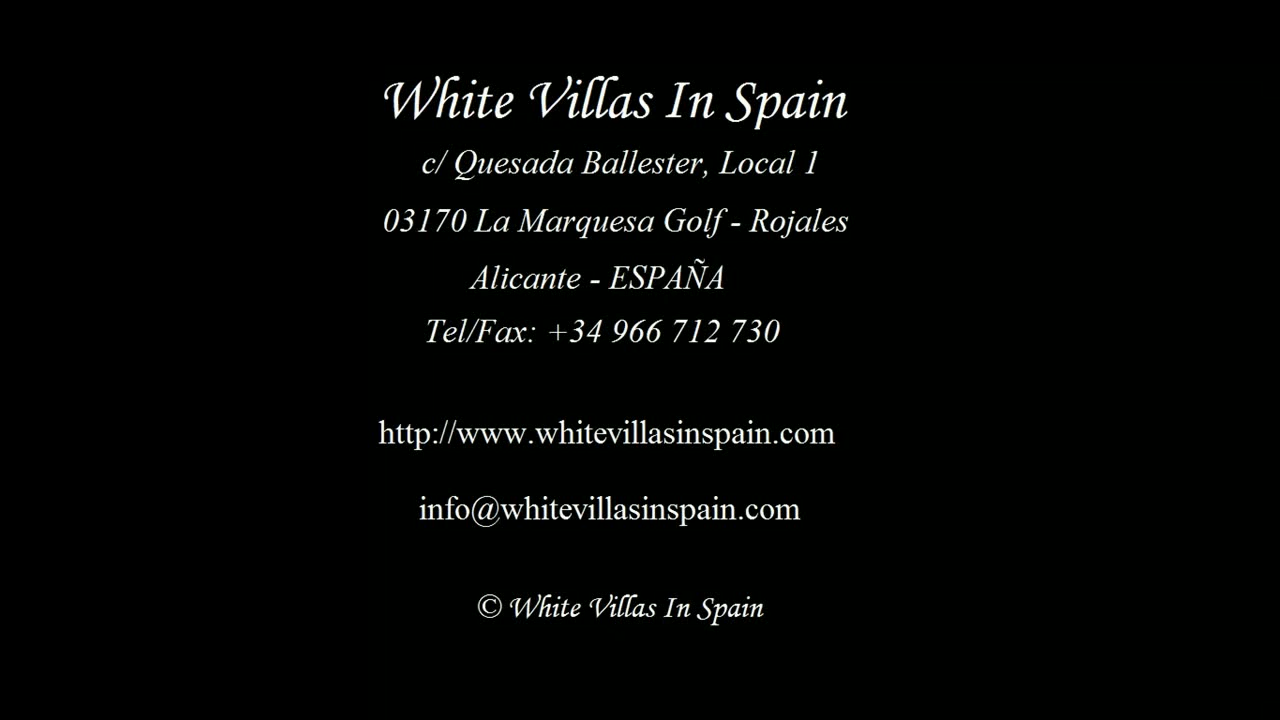 White Villas In Spain
c/ Quesada Ballester, Local 1
03170 La Marquesa Golf - Rojales
Alicante - ESPAÑA
Tel/Fax: +34 966 712 730
http://www.whitevillasinspain.com
info@whitevillasinspain.com
© White Villas In Spain